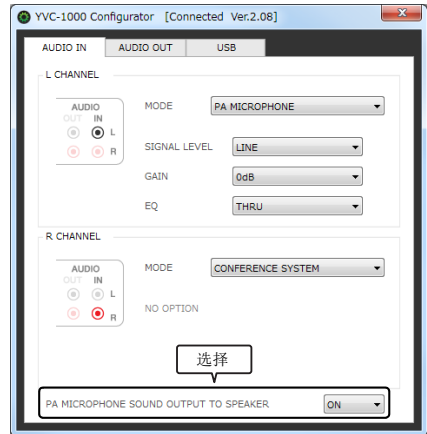 YVC-1000 Configurator [Connected Ver.2.08]
AUDIO IN AUDIO OUT USB
L CHANNEL
AUDIO
OUT IN
L
R
MODE PA MICROPHONE
SIGNAL LEVEL LINE
GAIN 0dB
EQ THRU
R CHANNEL
AUDIO
OUT IN
L
R
MODE CONFERENCE SYSTEM
NO OPTION
选择
PA MICROPHONE SOUND OUTPUT TO SPEAKER ON